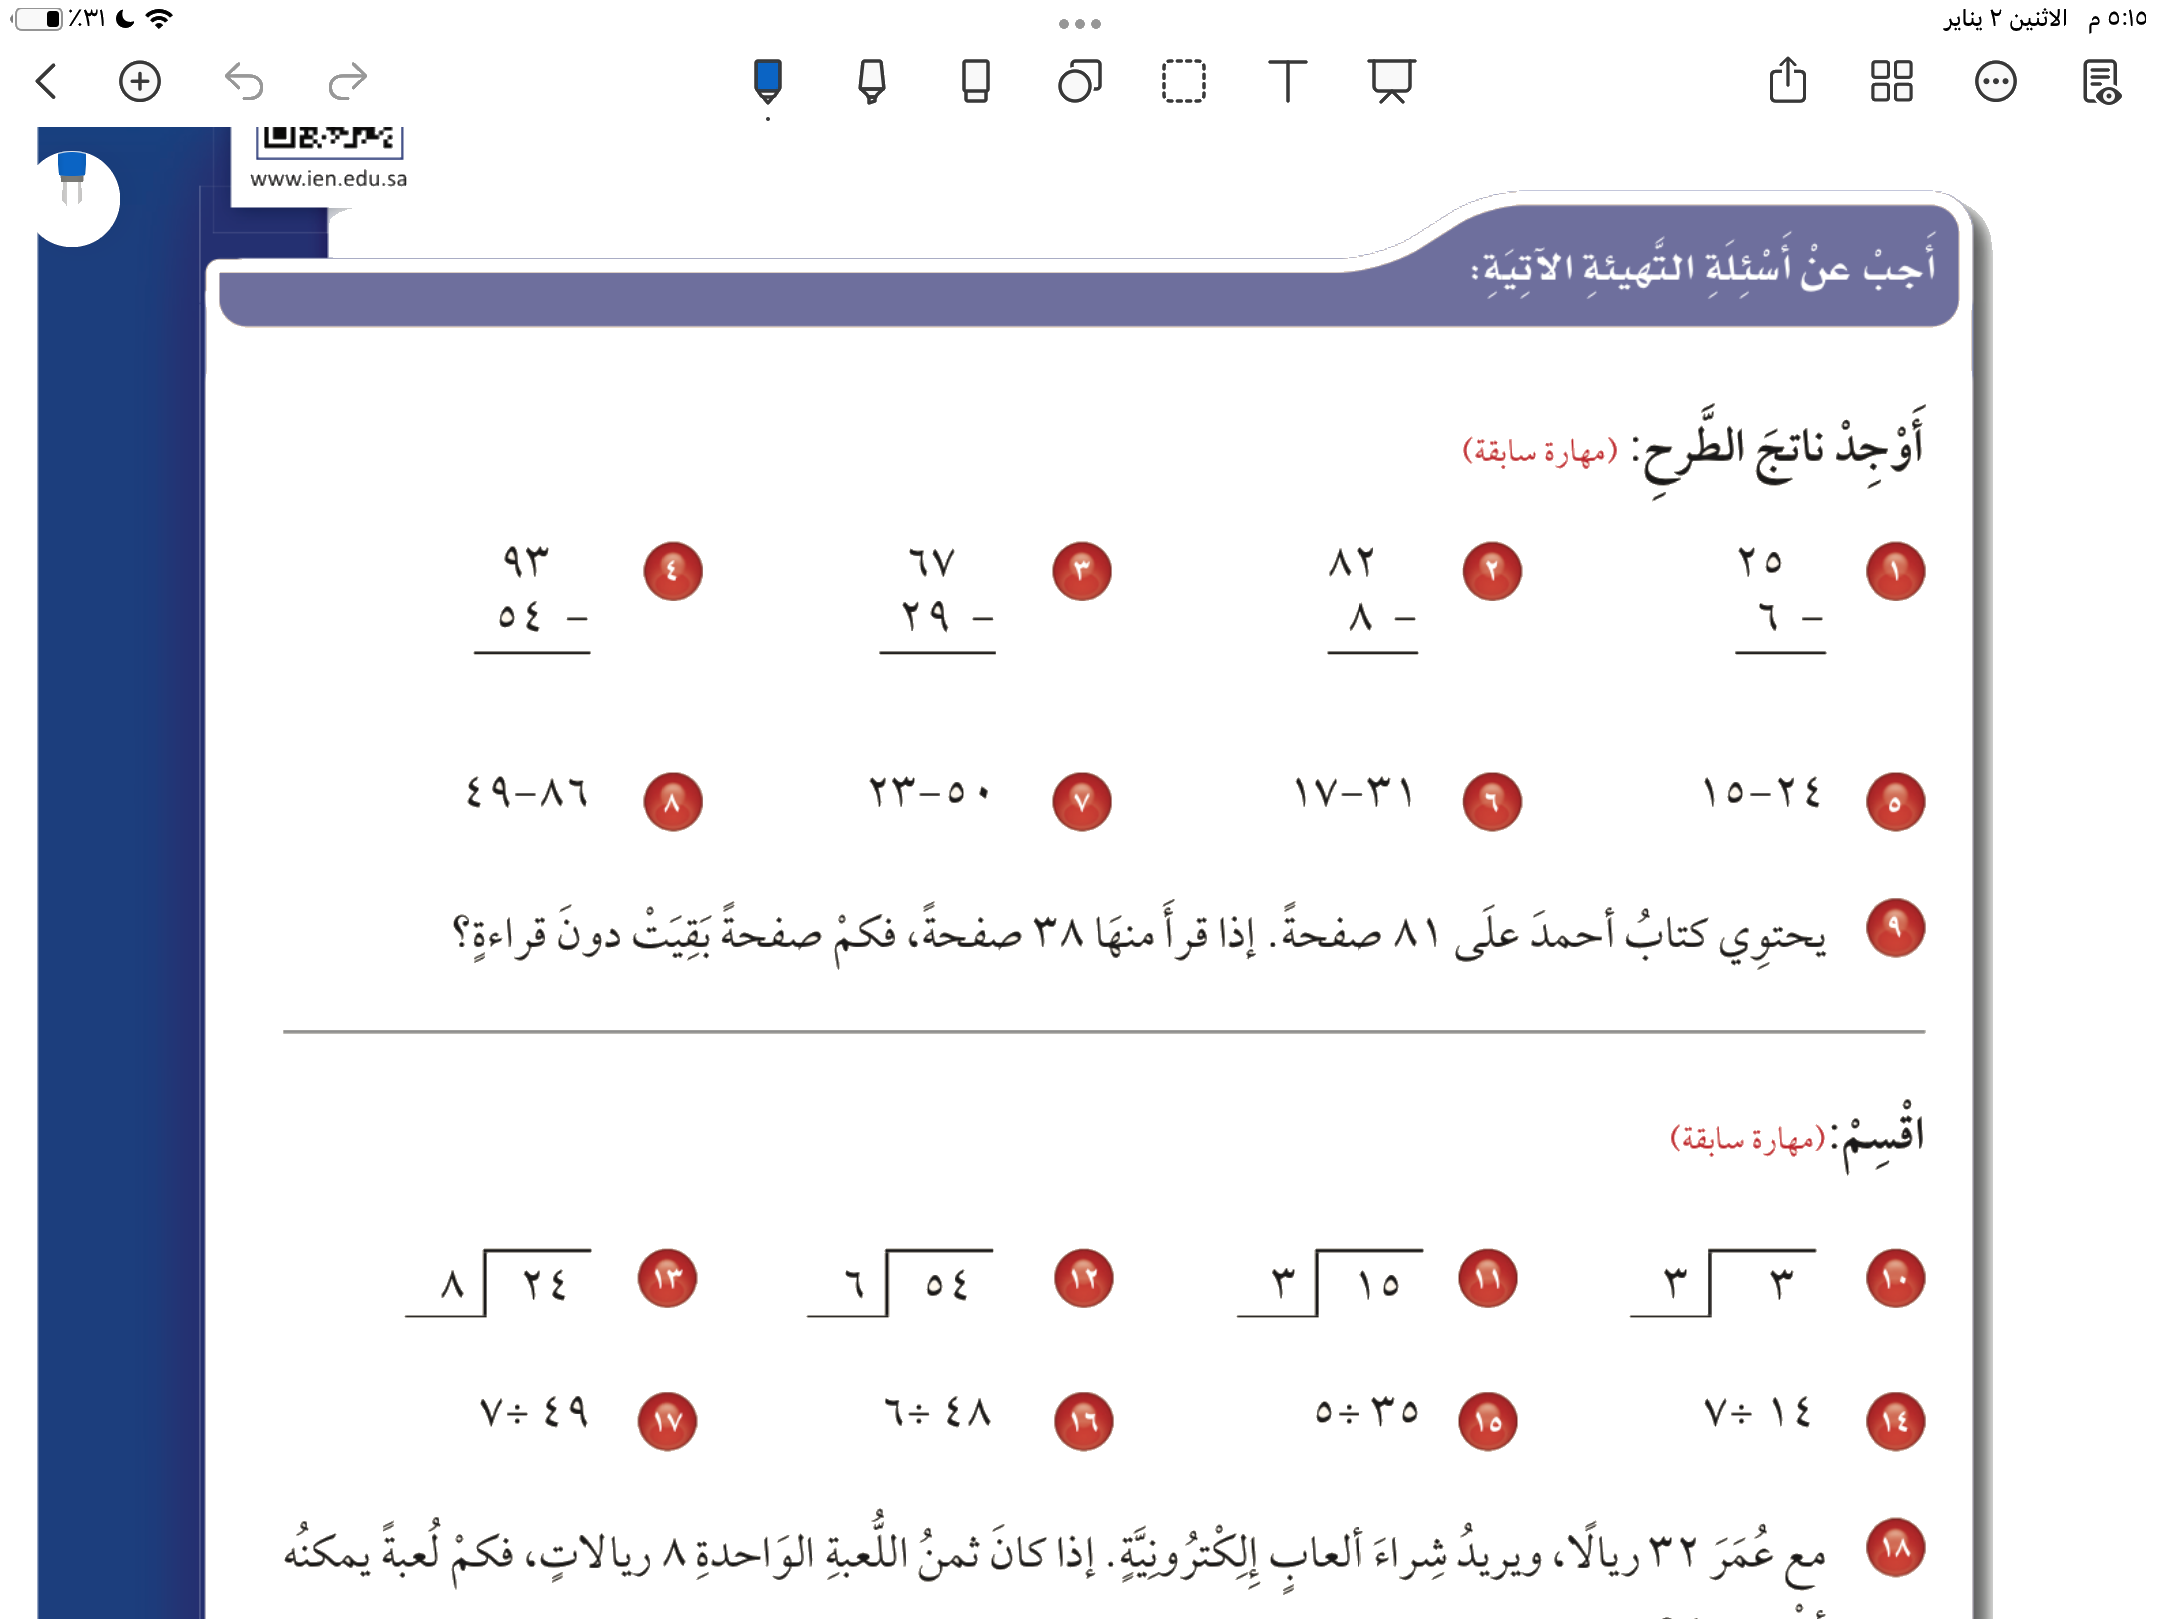 ٥:١٥ م الاثنين ٢ يناير
٣١٪
www.ien.edu.sa
أَجبْ عنْ أَسْئِلَةِ التَّهيئةِ الآتِيَةِ:
أَوْجِدْ ناتجَ الطَّرحِ: (مهارة سابقة)
١ ٢٥ ٢ ٨٢ ٣ ٦٧ ٤ ٩٣
– ٦ – ٨ – ٢٩ – ٥٤
٥ ٢٤–١٥ ٦ ٣١–١٧ ٧ ٥٠–٢٣ ٨ ٨٦–٤٩
٩ يحتوِي كتابُ أحمدَ علَى ٨١ صفحةً. إذا قرأَ منهَا ٣٨ صفحةً، فكمْ صفحةً بَقِيَتْ دونَ قراءةٍ؟
اقْسِمْ: (مهارة سابقة)
١٠ ٣ ٣ ١١ ١٥ ٣ ١٢ ٥٤ ٦ ١٣ ٢٤ ٨
١٤ ١٤ ÷٧ ١٥ ٣٥ ÷٥ ١٦ ٤٨ ÷٦ ١٧ ٤٩ ÷٧
١٨ مع عُمَرَ ٣٢ ريالًا، ويريدُ شِراءَ ألعابٍ إِلِكْترُونِيَّةٍ. إذا كانَ ثمنُ اللُّعبةِ الوَاحدةِ ٨ ريالاتٍ، فكمْ لُعبةً يمكنُه